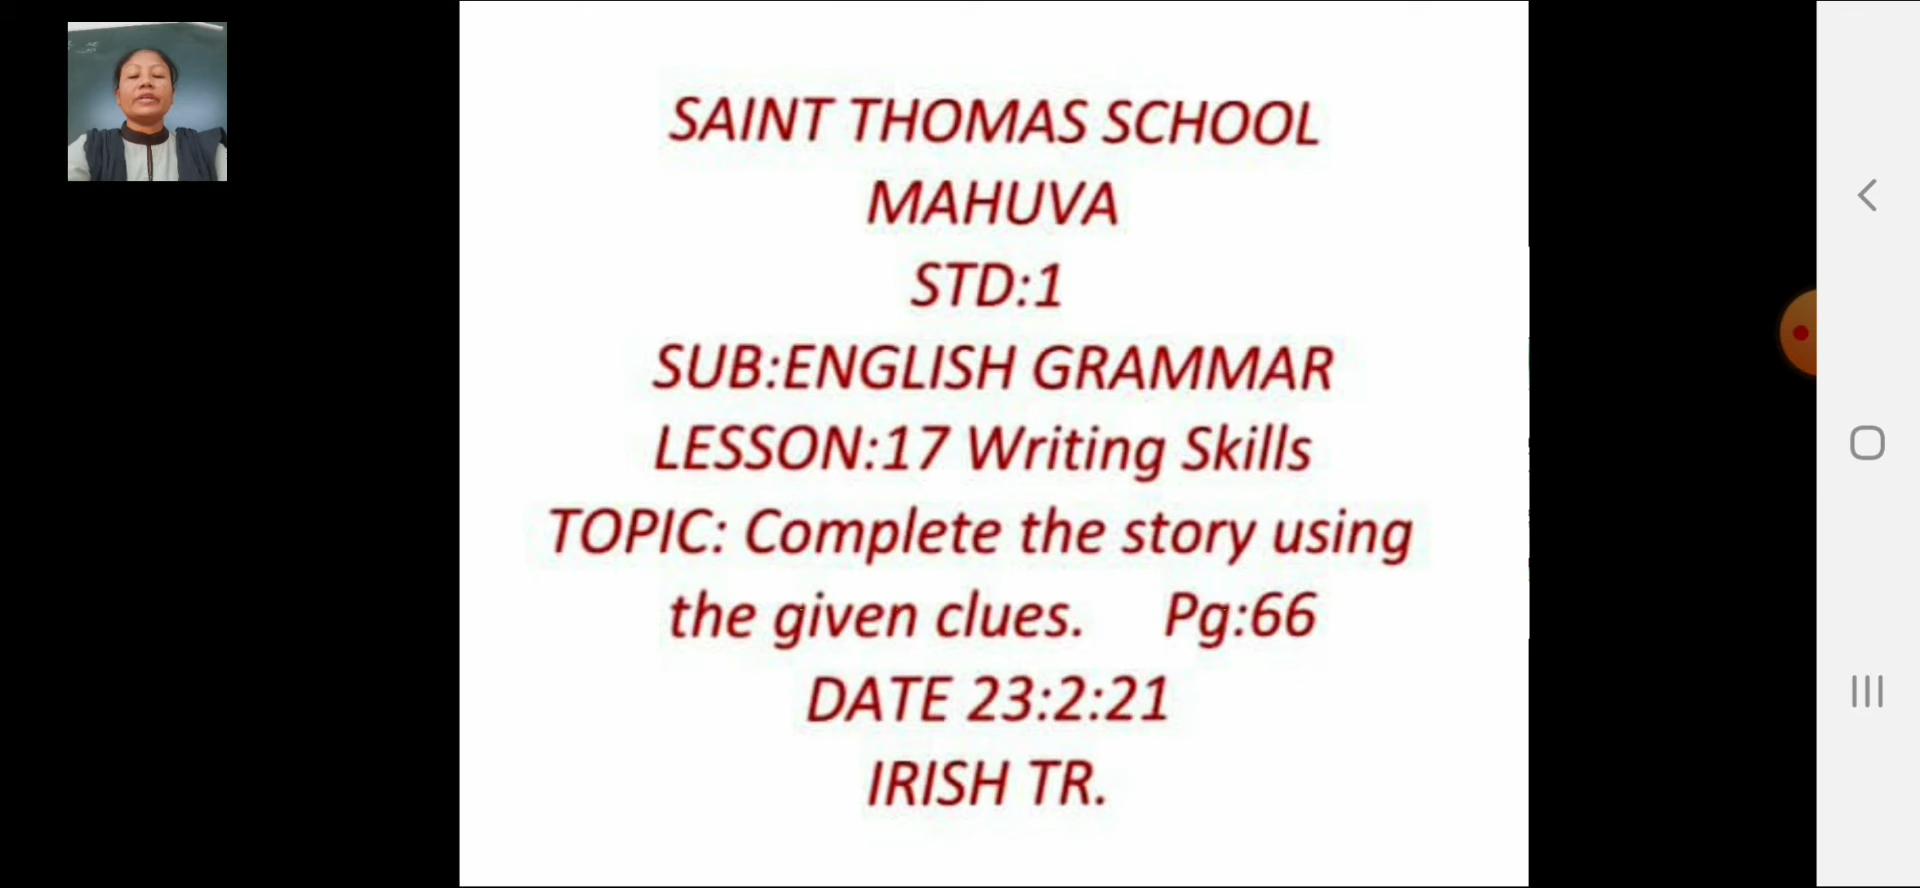 SAINT THOMAS SCHOOL
MAHUVA
STD:1
SUB:ENGLISH GRAMMAR
LESSON:17 Writing Skills
TOPIC: Complete the story using
the given clues. Pg:66
DATE 23:2:21
IRISH TR.